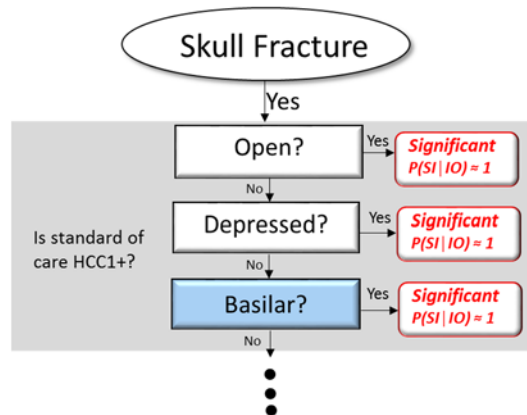 Skull Fracture
Yes
Open?
Yes
Significant
P(SI|IO) ≈ 1
No
Is standard of
care HCC1+?
Depressed?
Yes
Significant
P(SI|IO) ≈ 1
No
Basilar?
Yes
Significant
P(SI|IO) ≈ 1
No